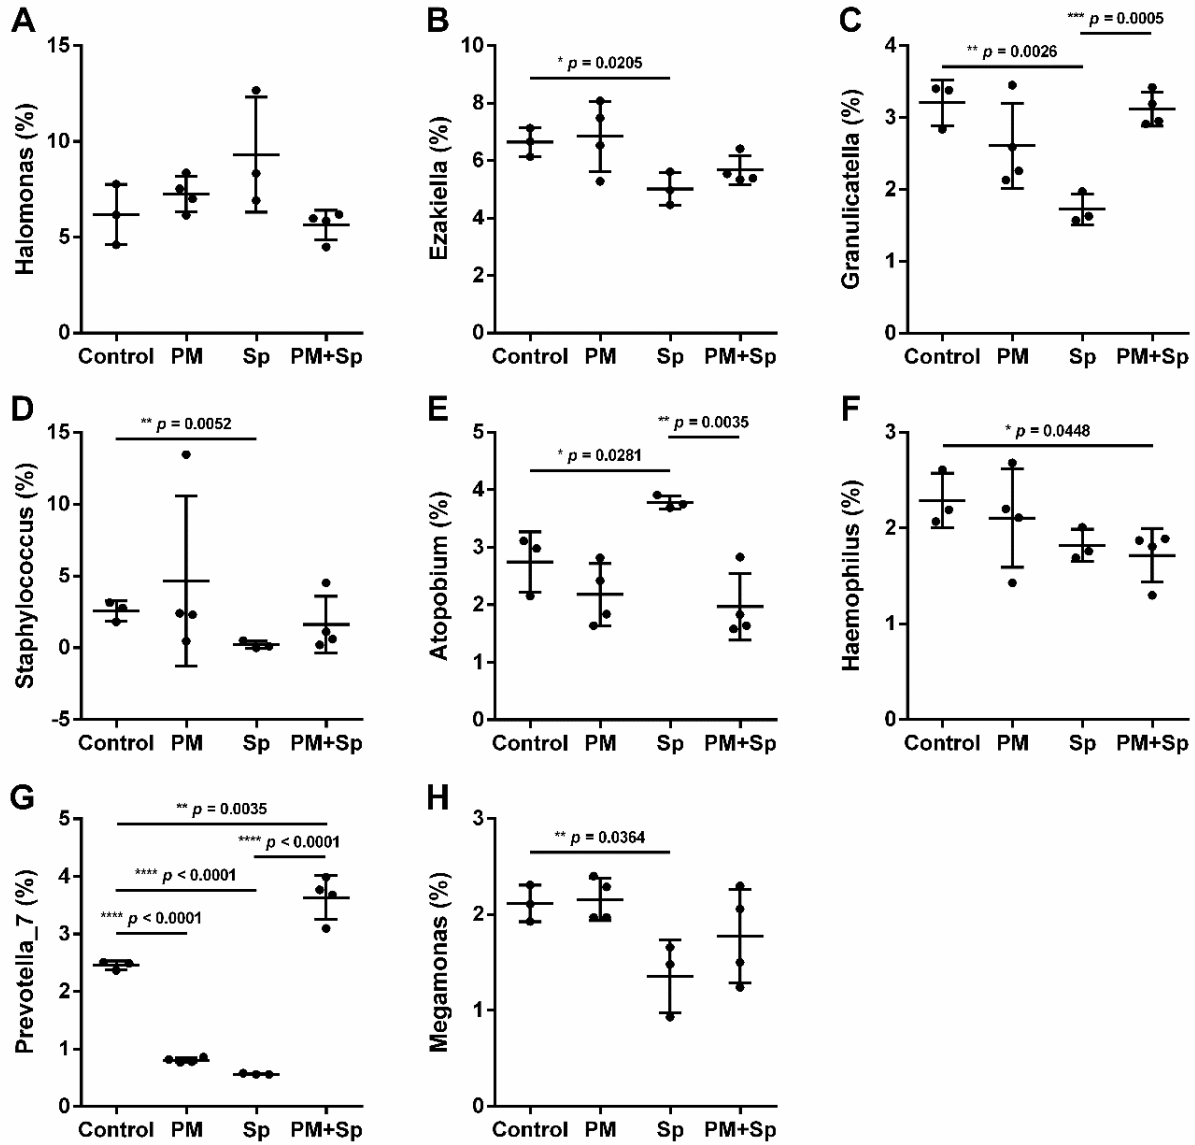 A
Halomonas (%)
15
10
5
0
Control PM Sp PM+Sp
B
Ezakiella (%)
10
8
6
4
2
0
* p = 0.0205
Control PM Sp PM+Sp
C
Granulicatella (%)
4
3
2
1
0
*** p = 0.0005
** p = 0.0026
Control PM Sp PM+Sp
D
Staphylococcus (%)
15
10
5
0
-5
** p = 0.0052
Control PM Sp PM+Sp
E
Atopobium (%)
5
4
3
2
1
0
** p = 0.0035
* p = 0.0281
Control PM Sp PM+Sp
F
Haemophilus (%)
3
2
1
0
* p = 0.0448
Control PM Sp PM+Sp
G
Prevotella_7 (%)
5
4
3
2
1
0
** p = 0.0035
**** p < 0.0001
**** p < 0.0001
**** p < 0.0001
Control PM Sp PM+Sp
H
Megamonas (%)
3
2
1
0
** p = 0.0364
Control PM Sp PM+Sp